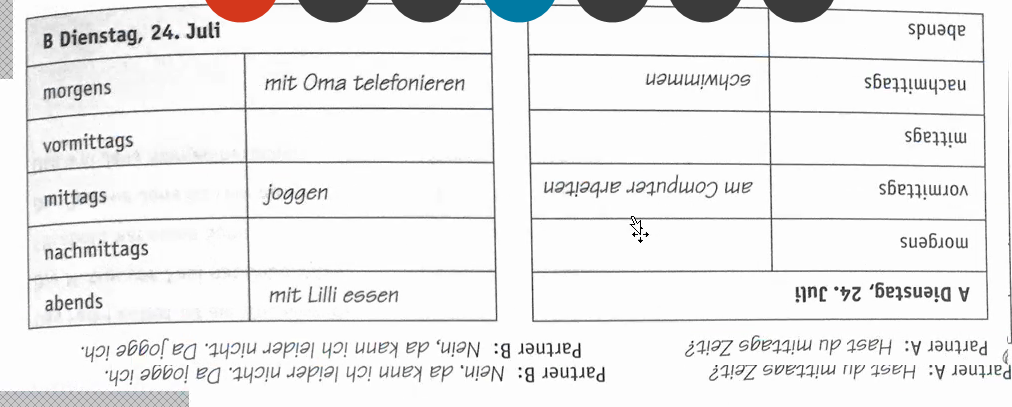 B Dienstag, 24. Juli
morgens mit Oma telefonieren
vormittags
mittags joggen
nachmittags
abends mit Lilli essen
A Dienstag, 24. Juli
morgens
vormittags am Computer arbeiten
mittags
nachmittags schwimmen
abends
Partner A: Hast du mittags Zeit? Partner B: Nein, da kann ich leider nicht. Da jogge ich.
Partner A: Hast du mittags Zeit? Partner B: Nein, da kann ich leider nicht. Da jogge ich.